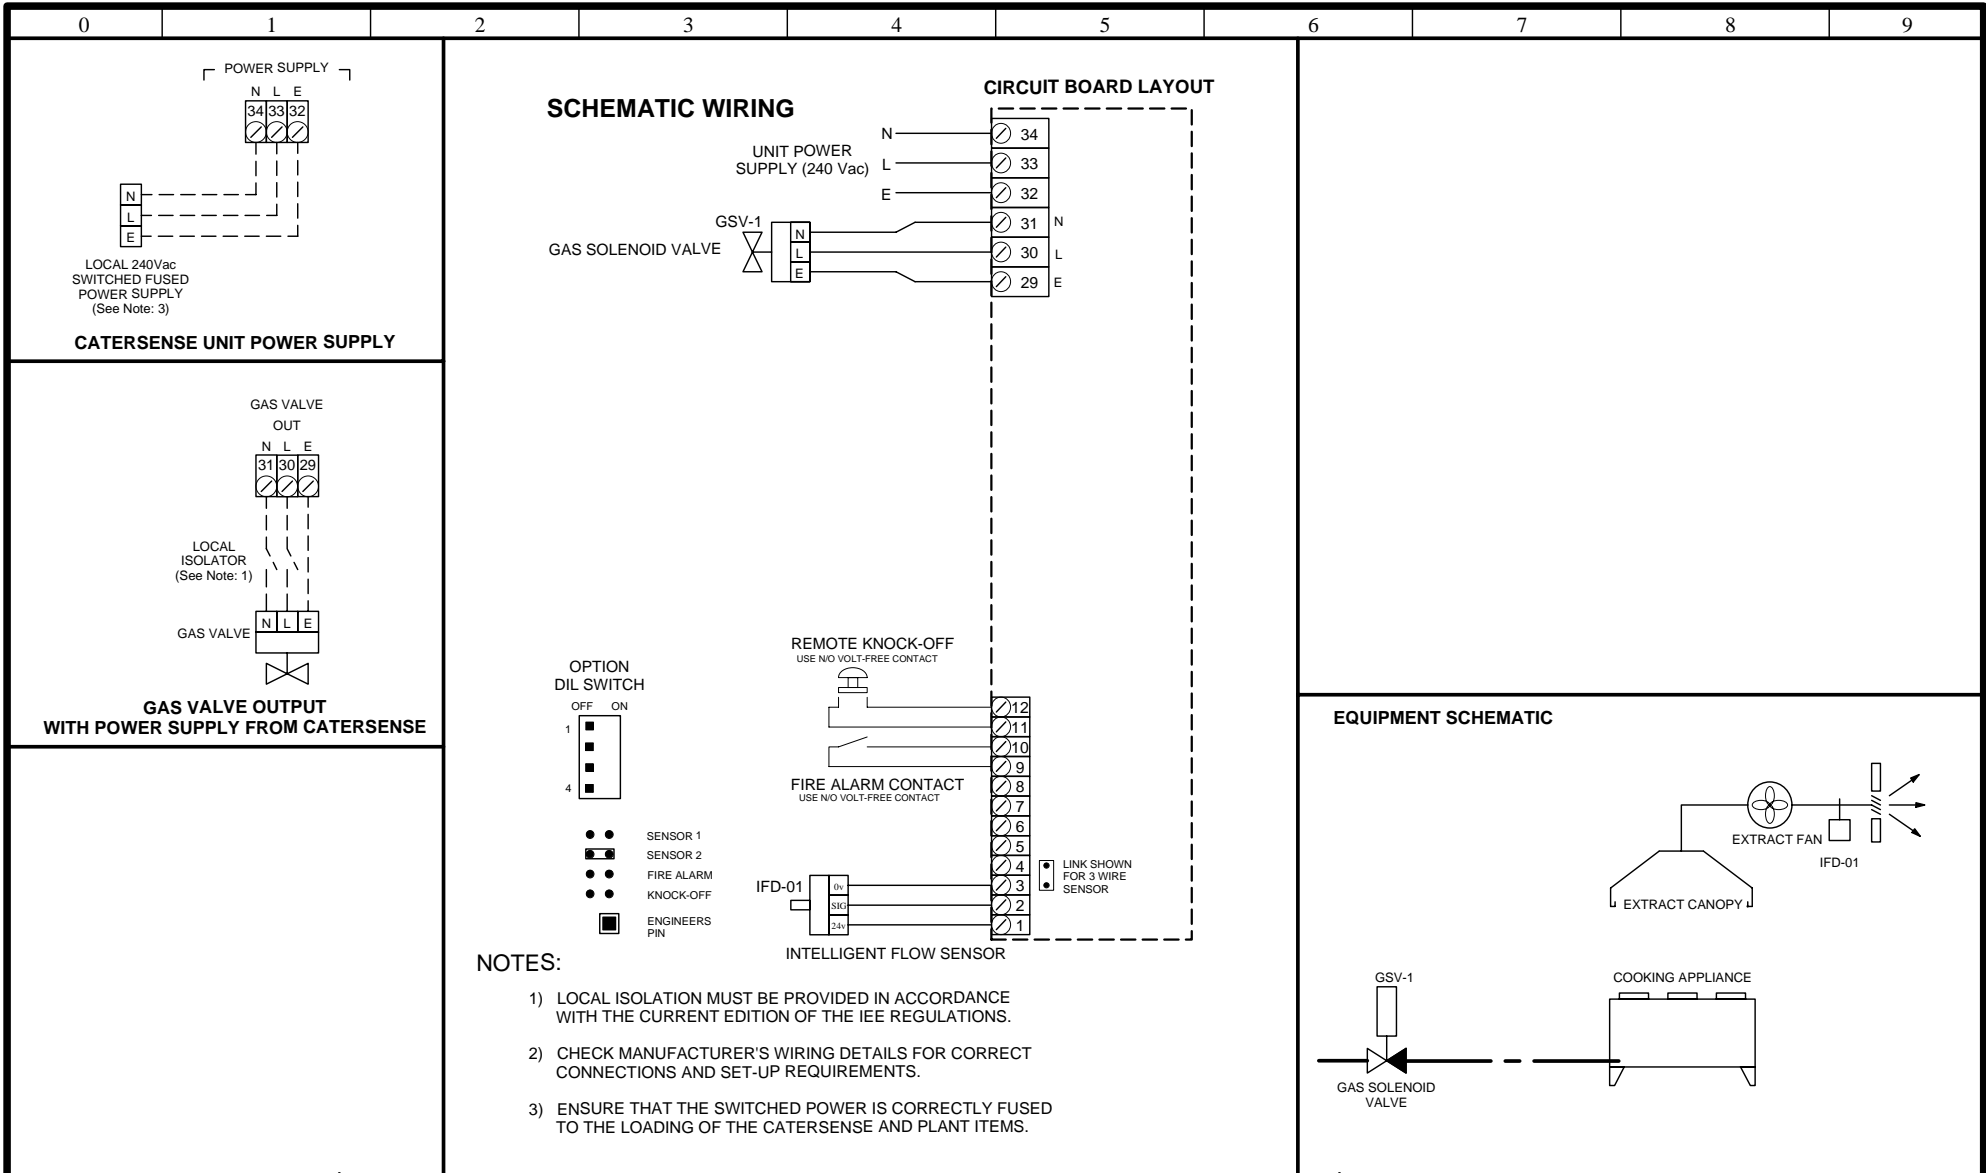 0 1 2 3 4 5 6 7 8 9
POWER SUPPLY
N L E
34 33 32
N
L
E
LOCAL 240Vac
SWITCHED FUSED
POWER SUPPLY
(See Note: 3)
CATERSENSE UNIT POWER SUPPLY
GAS VALVE
OUT
N L E
31 30 29
LOCAL
ISOLATOR
(See Note: 1)
N L E
GAS VALVE
GAS VALVE OUTPUT
WITH POWER SUPPLY FROM CATERSENSE
SCHEMATIC WIRING
CIRCUIT BOARD LAYOUT
UNIT POWER
SUPPLY (240 Vac)
N 34
L 33
E 32
GSV-1
GAS SOLENOID VALVE
N 31 N
L 30 L
E 29 E
REMOTE KNOCK-OFF
USE N/O VOLT-FREE CONTACT
OPTION
DIL SWITCH
OFF ON
1
4
12
11
10
9
8
7
6
5
4
3
2
1
FIRE ALARM CONTACT
USE N/O VOLT-FREE CONTACT
SENSOR 1
SENSOR 2
FIRE ALARM
KNOCK-OFF
ENGINEERS
PIN
LINK SHOWN
FOR 3 WIRE
SENSOR
IFD-01
0v
SIG
24v
INTELLIGENT FLOW SENSOR
NOTES:
1) LOCAL ISOLATION MUST BE PROVIDED IN ACCORDANCE
WITH THE CURRENT EDITION OF THE IEE REGULATIONS.
2) CHECK MANUFACTURER'S WIRING DETAILS FOR CORRECT
CONNECTIONS AND SET-UP REQUIREMENTS.
3) ENSURE THAT THE SWITCHED POWER IS CORRECTLY FUSED
TO THE LOADING OF THE CATERSENSE AND PLANT ITEMS.
EQUIPMENT SCHEMATIC
EXTRACT FAN
IFD-01
EXTRACT CANOPY
GSV-1
COOKING APPLIANCE
GAS SOLENOID
VALVE